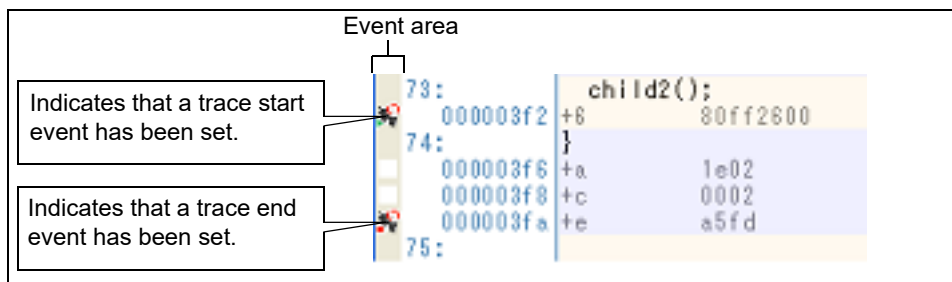 Event area
73: child2();
Indicates that a trace start
event has been set.
000003f2 +6 80ff2600
74: }
000003f6 +a 1e02
000003f8 +c 0002
Indicates that a trace end
event has been set.
000003fa +e a5fd
75: